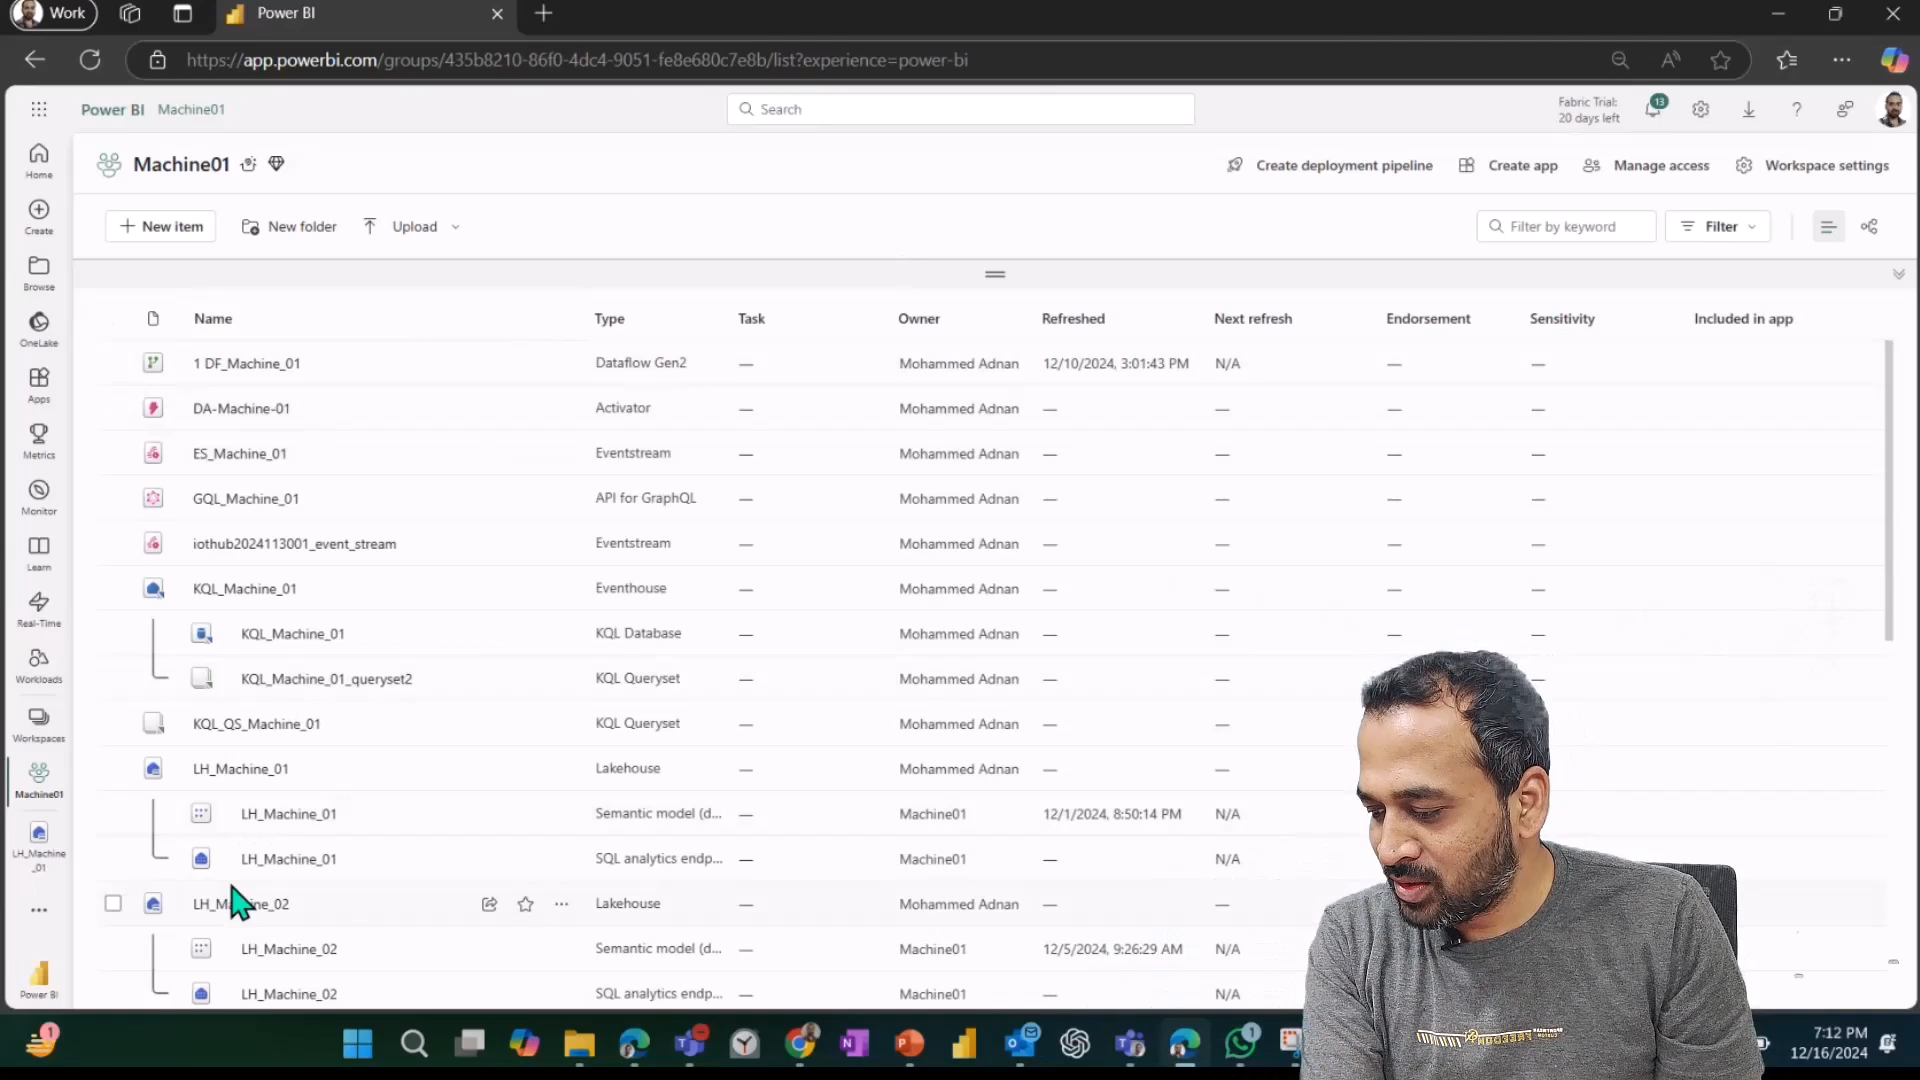 Work
Power BI
https://app.powerbi.com/groups/435b8210-86f0-4dc4-9051-fe8e680c7e8b/list?experience=power-bi
Power BI Machine01
Search
Fabric Trial:
20 days left
13
Machine01
Create deployment pipeline
Create app
Manage access
Workspace settings
New item
New folder
Upload
Filter by keyword
Filter
Home
Create
Browse
OneLake
Apps
Metrics
Monitor
Learn
Real-Time
Workloads
Workspaces
Machine01
LH_Machine
_01
Power BI
Name Type Task Owner Refreshed Next refresh Endorsement Sensitivity Included in app
1 DF_Machine_01 Dataflow Gen2 — Mohammed Adnan 12/10/2024, 3:01:43 PM N/A — —
DA-Machine-01 Activator — Mohammed Adnan — — — —
ES_Machine_01 Eventstream — Mohammed Adnan — — — —
GQL_Machine_01 API for GraphQL — Mohammed Adnan — — — —
iothub2024113001_event_stream Eventstream — Mohammed Adnan — — — —
KQL_Machine_01 Eventhouse — Mohammed Adnan — — — —
KQL_Machine_01 KQL Database — Mohammed Adnan — — — —
KQL_Machine_01_queryset2 KQL Queryset — Mohammed Adnan — — —
KQL_QS_Machine_01 KQL Queryset — Mohammed Adnan — —
LH_Machine_01 Lakehouse — Mohammed Adnan — —
LH_Machine_01 Semantic model (d... — Machine01 12/1/2024, 8:50:14 PM N/A
LH_Machine_01 SQL analytics endp... — Machine01 — N/A
LH_M ne_02 Lakehouse — Mohammed Adnan — —
LH_Machine_02 Semantic model (d... — Machine01 12/5/2024, 9:26:29 AM N/A
LH_Machine_02 SQL analytics endp... — Machine01 — N/A
1
1
7:12 PM
12/16/2024